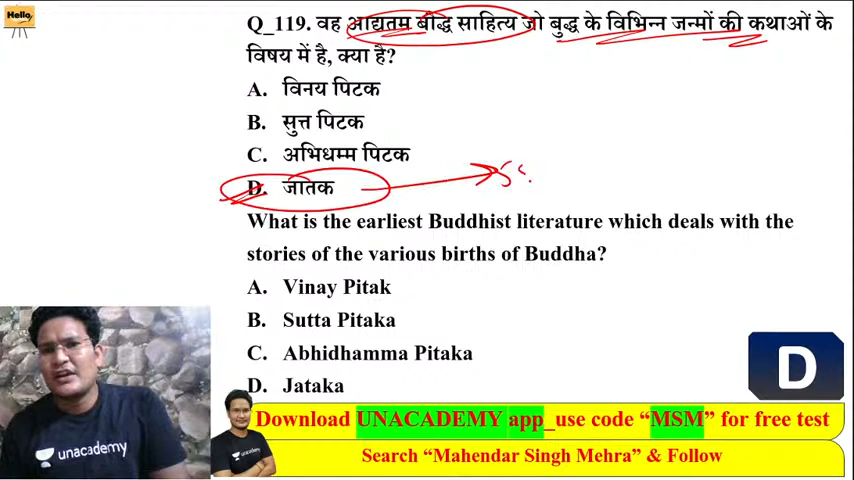 Hello
Q_119. वह आद्यतम बौद्ध साहित्य जो बुद्ध के विभिन्न जन्मों की कथाओं के
विषय में है, क्या है?
A. विनय पिटक
B. सुत्त पिटक
C. अभिधम्म पिटक
D. जातक
What is the earliest Buddhist literature which deals with the
stories of the various births of Buddha?
A. Vinay Pitak
B. Sutta Pitaka
C. Abhidhamma Pitaka
D. Jataka
D
unacademy
unacademy
Download UNACADEMY app_use code “MSM” for free test
Search “Mahendar Singh Mehra” & Follow